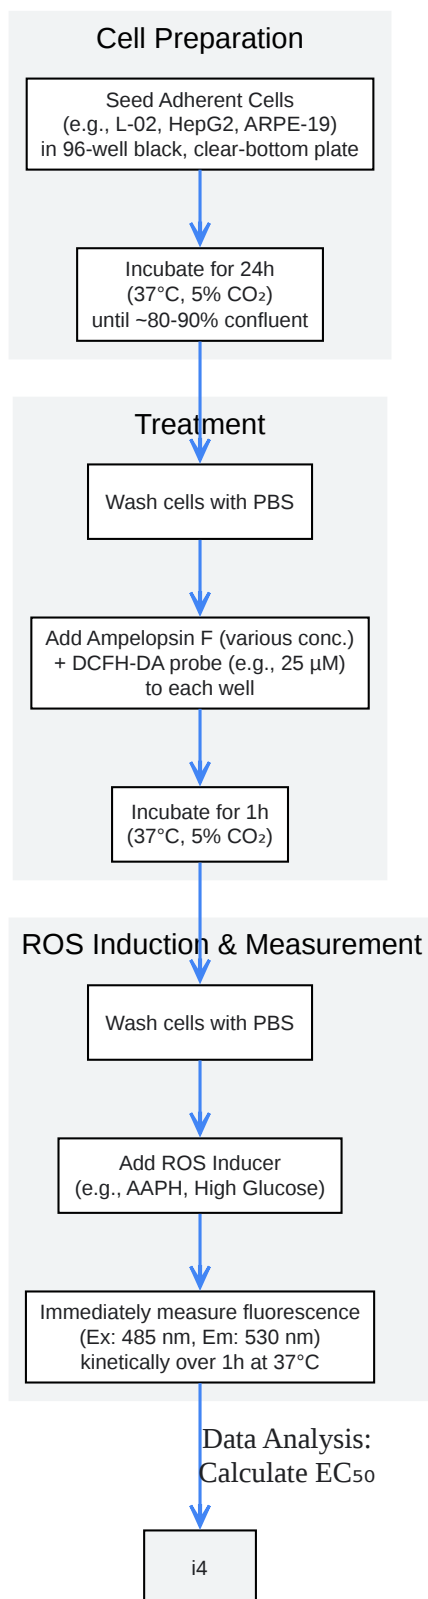 Cell Preparation
Seed Adherent Cells
(e.g., L-02, HepG2, ARPE-19)
in 96-well black, clear-bottom plate
Incubate for 24h
(37°C, 5% CO₂)
until ~80-90% confluent
Treatment
Wash cells with PBS
Add Ampelopsin F (various conc.)
+ DCFH-DA probe (e.g., 25 µM)
to each well
Incubate for 1h
(37°C, 5% CO₂)
ROS Induction & Measurement
Wash cells with PBS
Add ROS Inducer
(e.g., AAPH, High Glucose)
Immediately measure fluorescence
(Ex: 485 nm, Em: 530 nm)
kinetically over 1h at 37°C
Data Analysis:
Calculate EC₅₀
i4